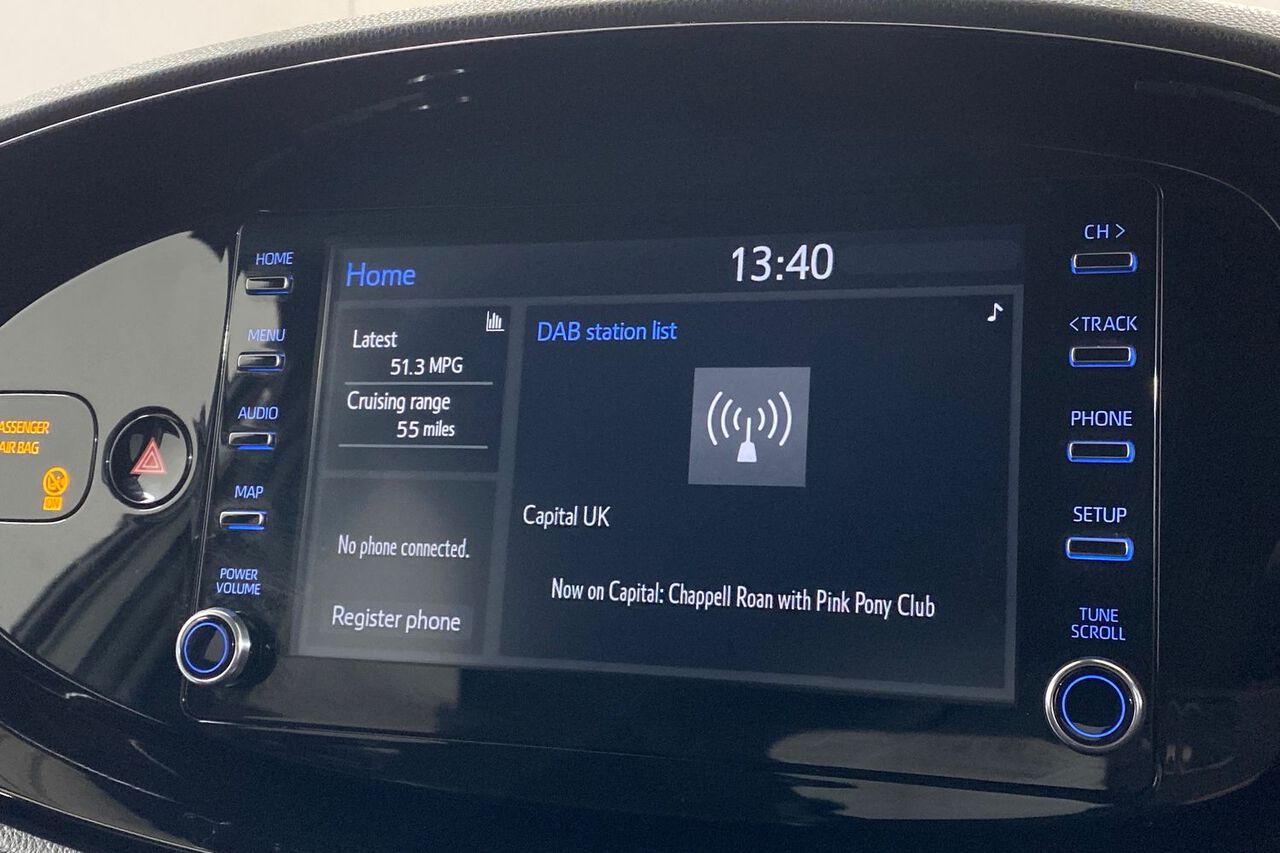 HOME
MENU
AUDIO
MAP
POWER
VOLUME
ASSENGER
AIR BAG
ON
Home
13:40
Latest
51.3 MPG
Cruising range
55 miles
No phone connected.
Register phone
DAB station list
Capital UK
Now on Capital: Chappell Roan with Pink Pony Club
CH >
<TRACK
PHONE
SETUP
TUNE
SCROLL